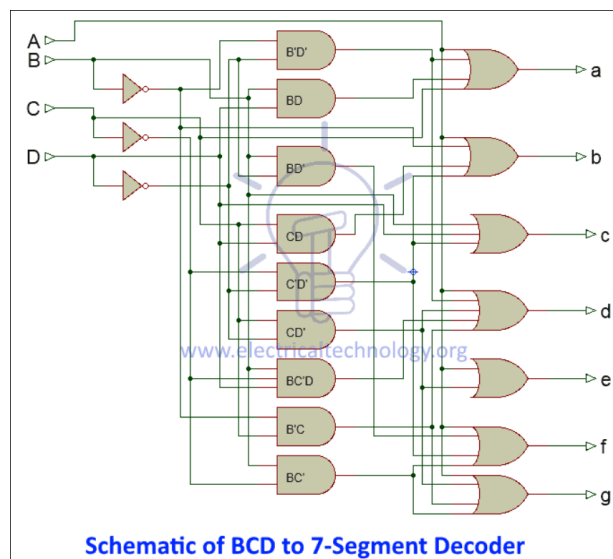 A
B
C
D
B'D'
BD
BD'
CD
C'D'
CD'
BC'D
B'C
BC'
a
b
c
d
e
f
g
www.electricaltechnology.org
Schematic of BCD to 7-Segment Decoder